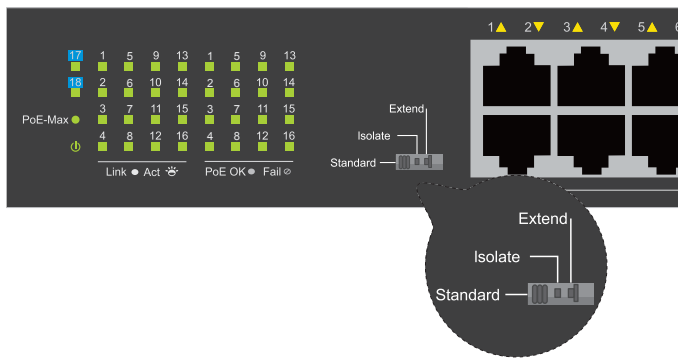 1 2 3 4 5 6
17 1 5 9 13 1 5 9 13
18 2 6 10 14 2 6 10 14
PoE-Max 3 7 11 15 3 7 11 15
4 8 12 16 4 8 12 16
Link Act PoE OK Fail
Extend
Isolate
Standard
Extend
Isolate
Standard